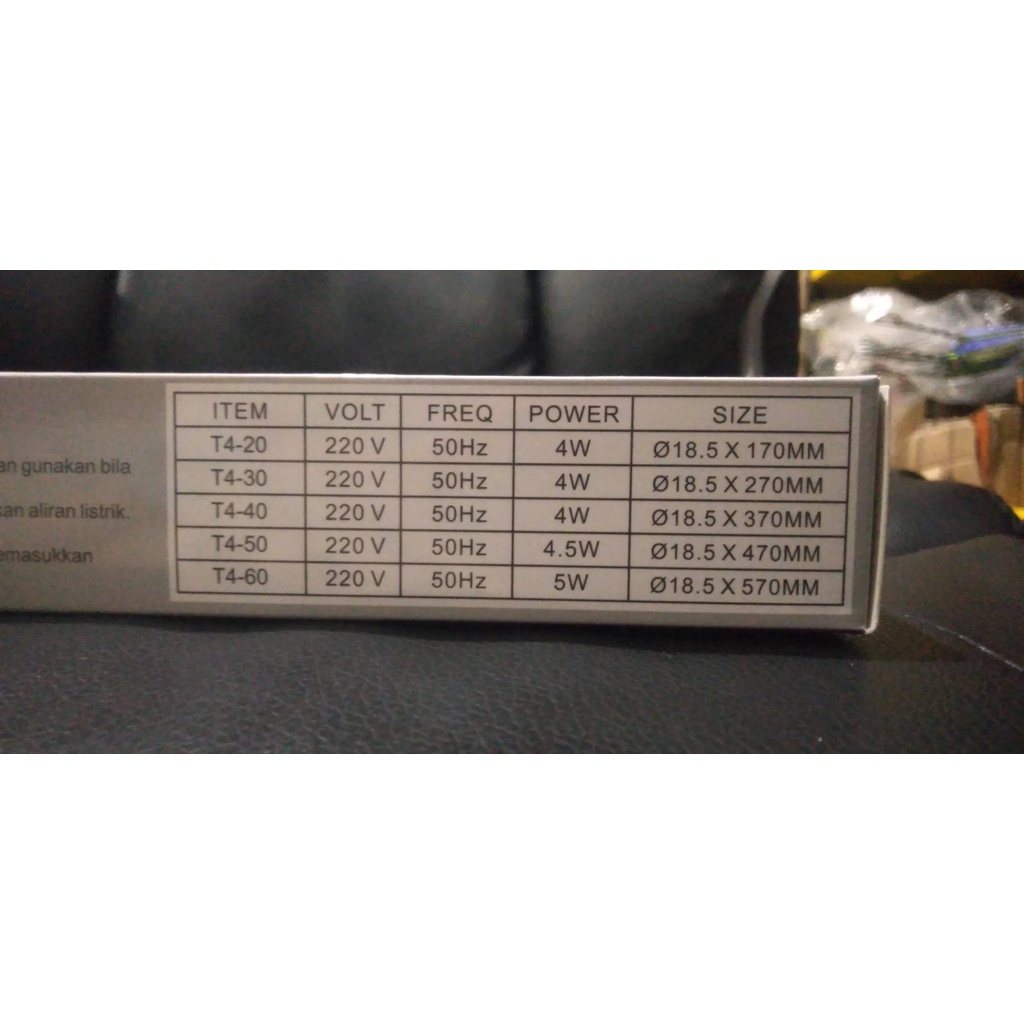 an gunakan bila
kan aliran listrik.
emasukkan
ITEM VOLT FREQ POWER SIZE
T4-20 220 V 50Hz 4W Ø18.5 X 170MM
T4-30 220 V 50Hz 4W Ø18.5 X 270MM
T4-40 220 V 50Hz 4W Ø18.5 X 370MM
T4-50 220 V 50Hz 4.5W Ø18.5 X 470MM
T4-60 220 V 50Hz 5W Ø18.5 X 570MM